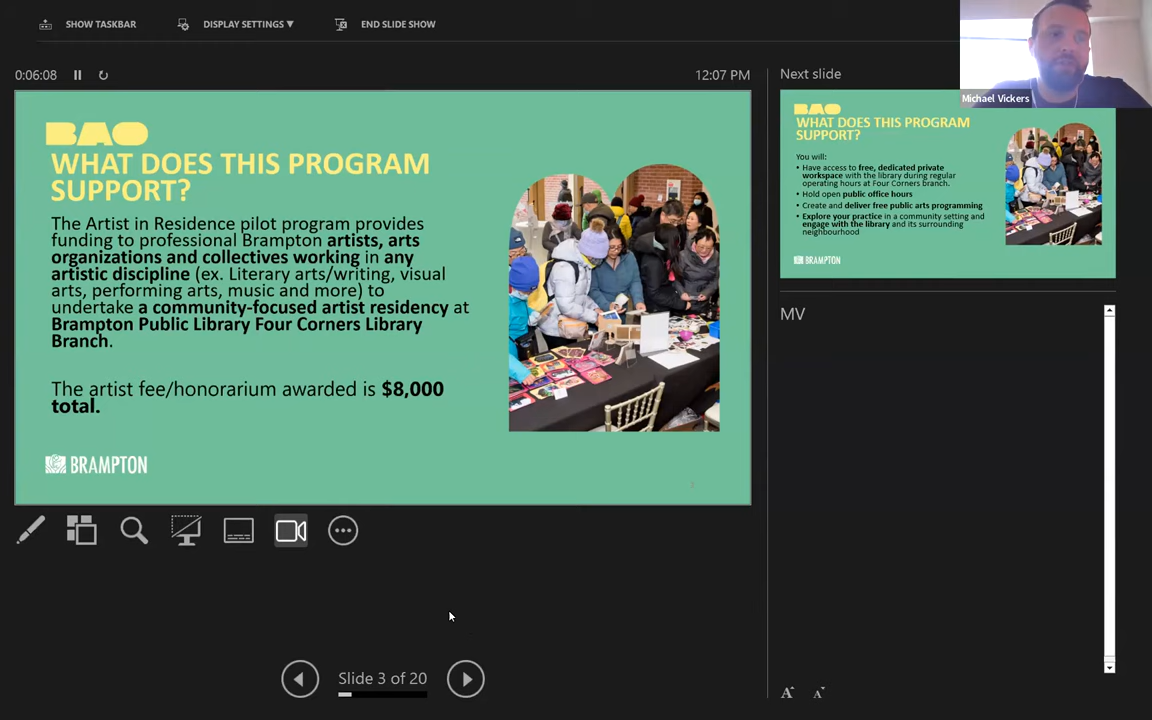 SHOW TASKBAR
DISPLAY SETTINGS ▼
END SLIDE SHOW
0:06:08
12:07 PM
BAO
WHAT DOES THIS PROGRAM
SUPPORT?
The Artist in Residence pilot program provides
funding to professional Brampton artists, arts
organizations and collectives working in any
artistic discipline (ex. Literary arts/writing, visual
arts, performing arts, music and more) to
undertake a community-focused artist residency at
Brampton Public Library Four Corners Library
Branch.
The artist fee/honorarium awarded is $8,000
total.
BRAMPTON
Slide 3 of 20
Next slide
Michael Vickers
BAO
WHAT DOES THIS PROGRAM
SUPPORT?
You will:
• Have access to free, dedicated private
workspace with the library during regular
operating hours at Four Corners branch.
• Hold open public office hours
• Create and deliver free public arts programming
• Explore your practice in a community setting and
engage with the library and its surrounding
neighbourhood
BRAMPTON
MV
A A